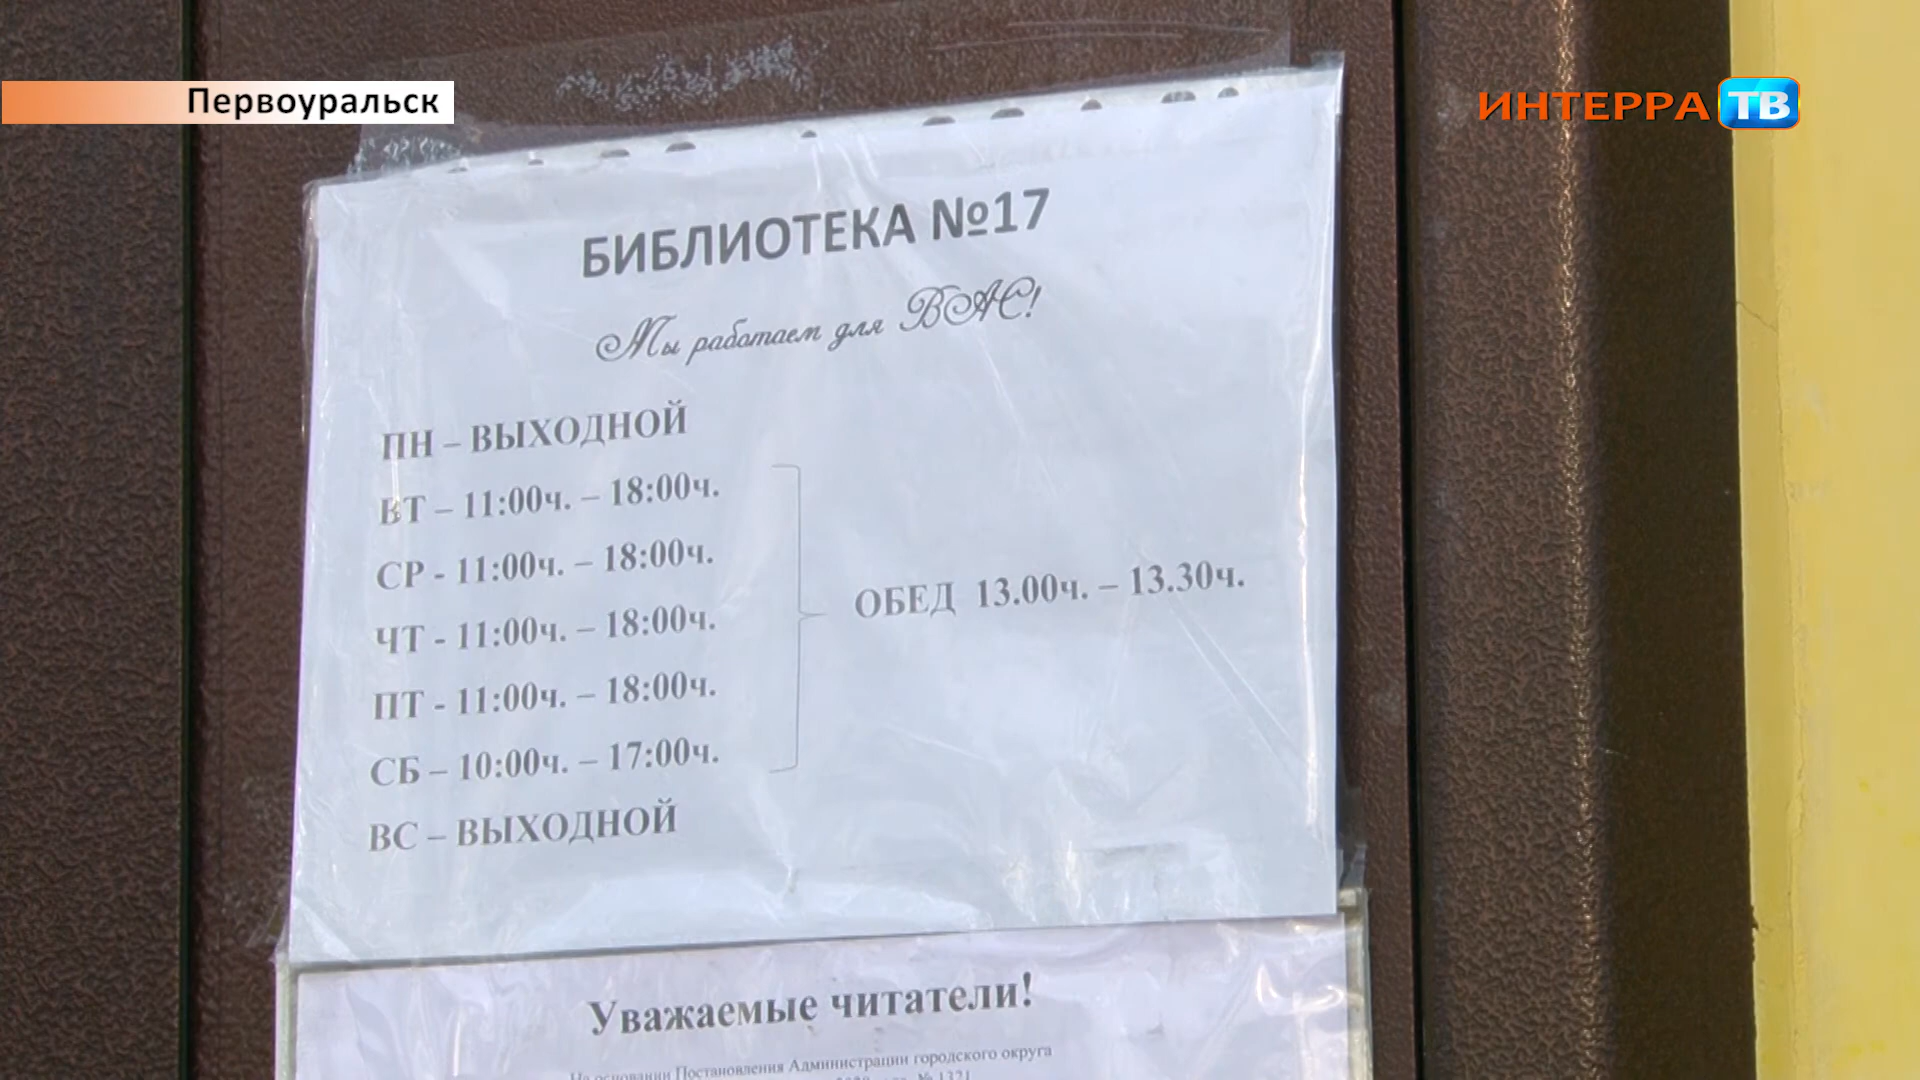 Первоуральск
ИНТЕРРА ТВ
БИБЛИОТЕКА №17
Мы работаем для ВАС!
ПН – ВЫХОДНОЙ
ВТ – 11:00ч. – 18:00ч.
СР - 11:00ч. – 18:00ч.
ЧТ - 11:00ч. – 18:00ч.
ПТ - 11:00ч. – 18:00ч.
СБ – 10:00ч. – 17:00ч.
ВС – ВЫХОДНОЙ
ОБЕД 13.00ч. – 13.30ч.
Уважаемые читатели!
На основании Постановления Администрации городского округа
№ 1321